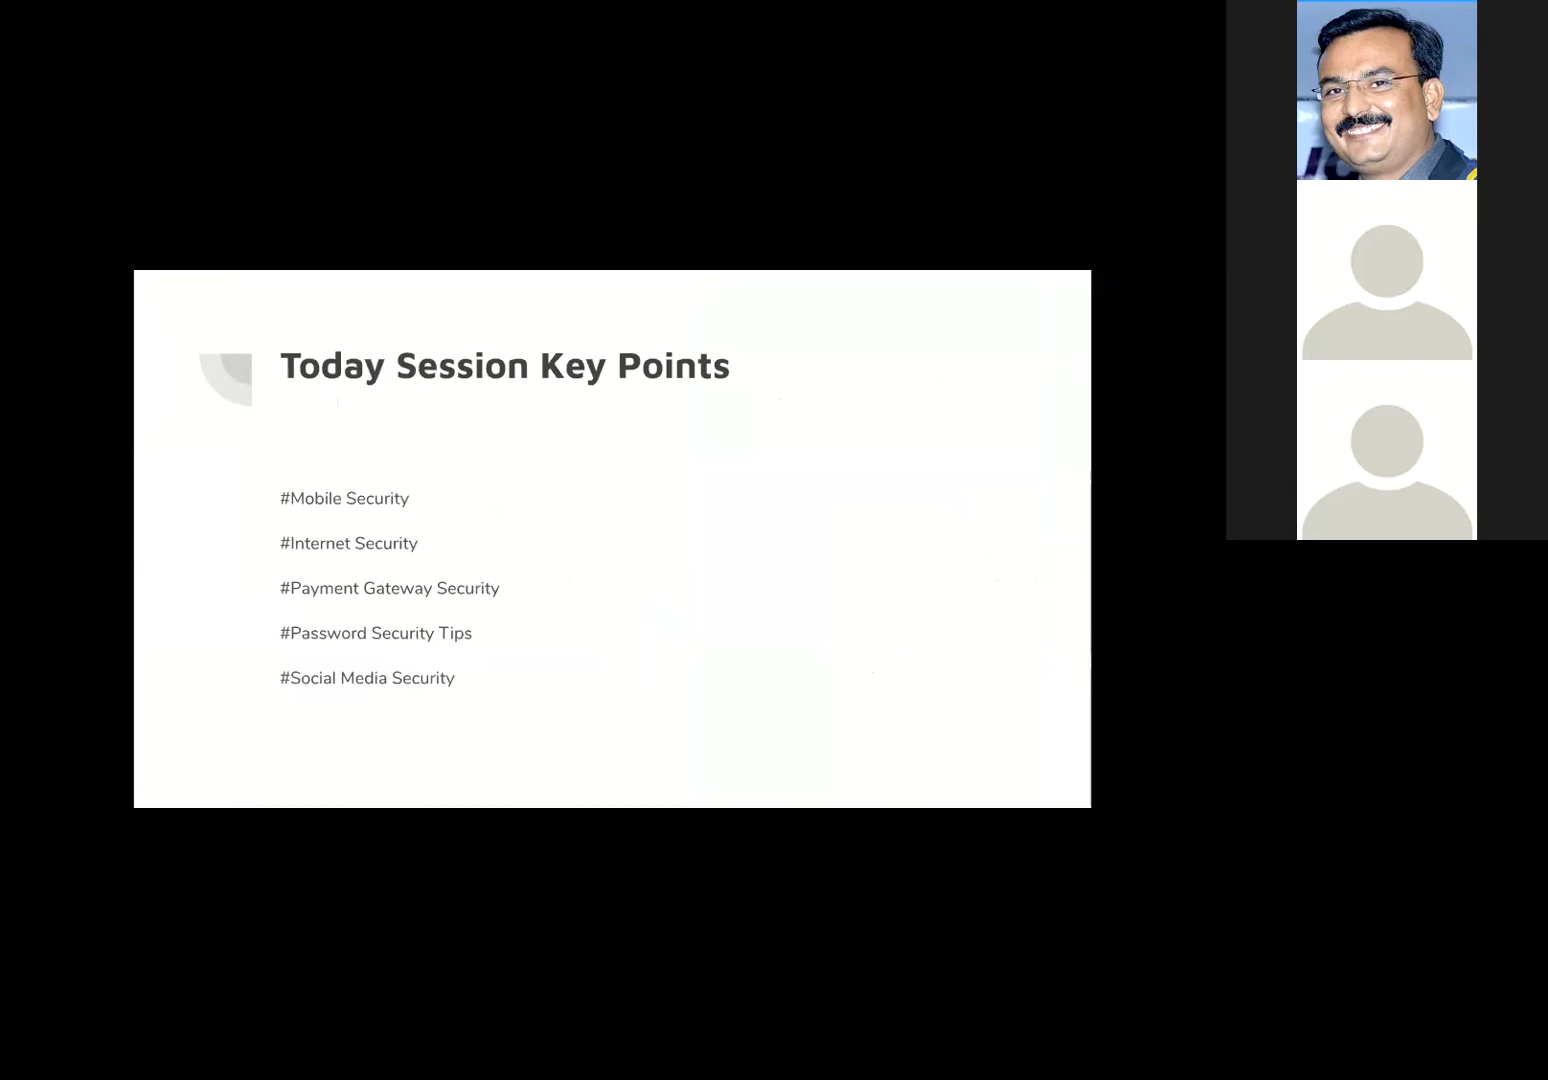 Today Session Key Points
#Mobile Security
#Internet Security
#Payment Gateway Security
#Password Security Tips
#Social Media Security